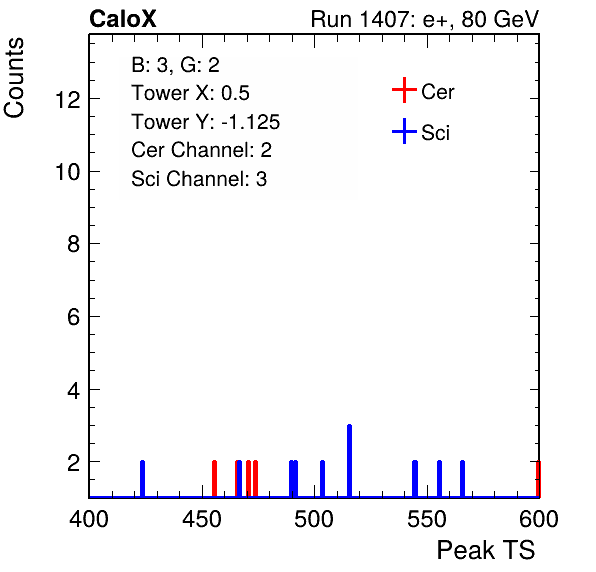 CaloX Run 1407: e+, 80 GeV
Counts
B: 3, G: 2
Tower X: 0.5
Tower Y: -1.125
Cer Channel: 2
Sci Channel: 3
Cer
Sci
12
10
8
6
4
2
400 450 500 550 600
Peak TS